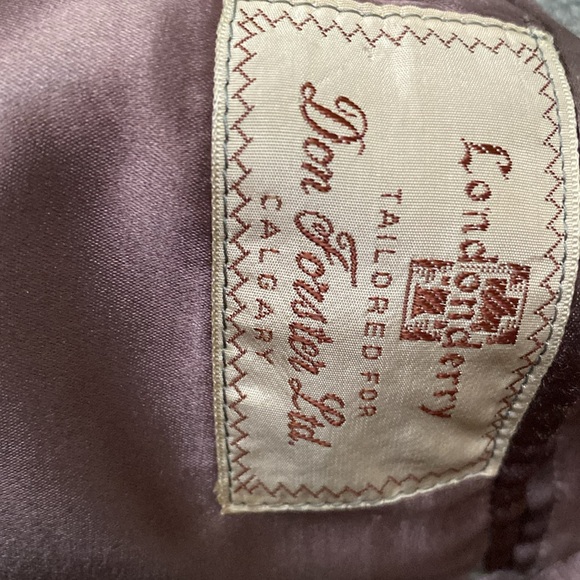 Londonderry
TAILORED FOR
Don Forster Ltd.
CALGARY